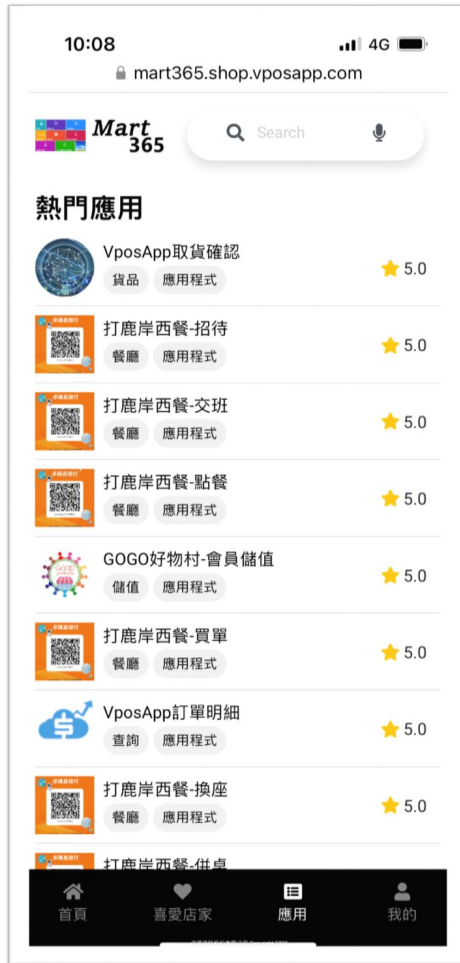 10:08
4G
mart365.shop.vposapp.com
Mart
365
Search
熱門應用
VposApp取貨確認
貨品 應用程式
5.0
打鹿岸西餐-招待
餐廳 應用程式
5.0
打鹿岸西餐-交班
餐廳 應用程式
5.0
打鹿岸西餐-點餐
餐廳 應用程式
5.0
GOGO好物村-會員儲值
儲值 應用程式
5.0
打鹿岸西餐-買單
餐廳 應用程式
5.0
VposApp訂單明細
查詢 應用程式
5.0
打鹿岸西餐-換座
餐廳 應用程式
5.0
打鹿岸西餐-併桌
首頁 喜愛店家 應用 我的